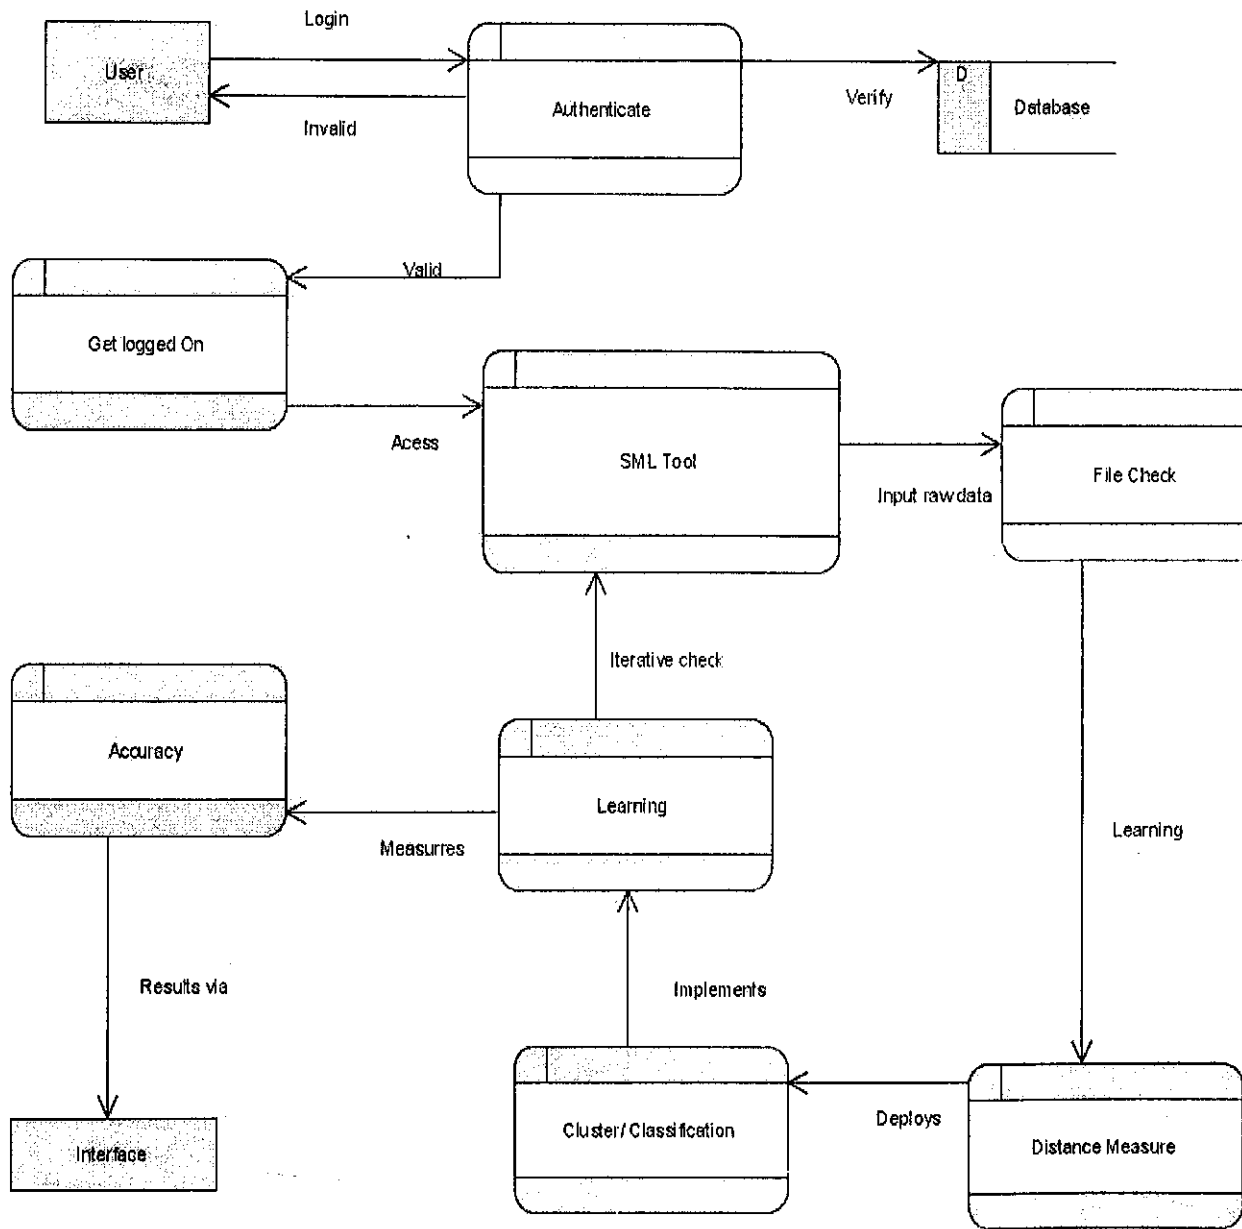 Login
User
D
Authenticate
Verify
Database
Invalid
Valid
Get logged On
Acess
SML Tool
Input raw data
File Check
Iterative check
Accuracy
Learning
Measurres
Learning
Results via
Implements
Deploys
Cluster/ Classification
Interface
Distance Measure